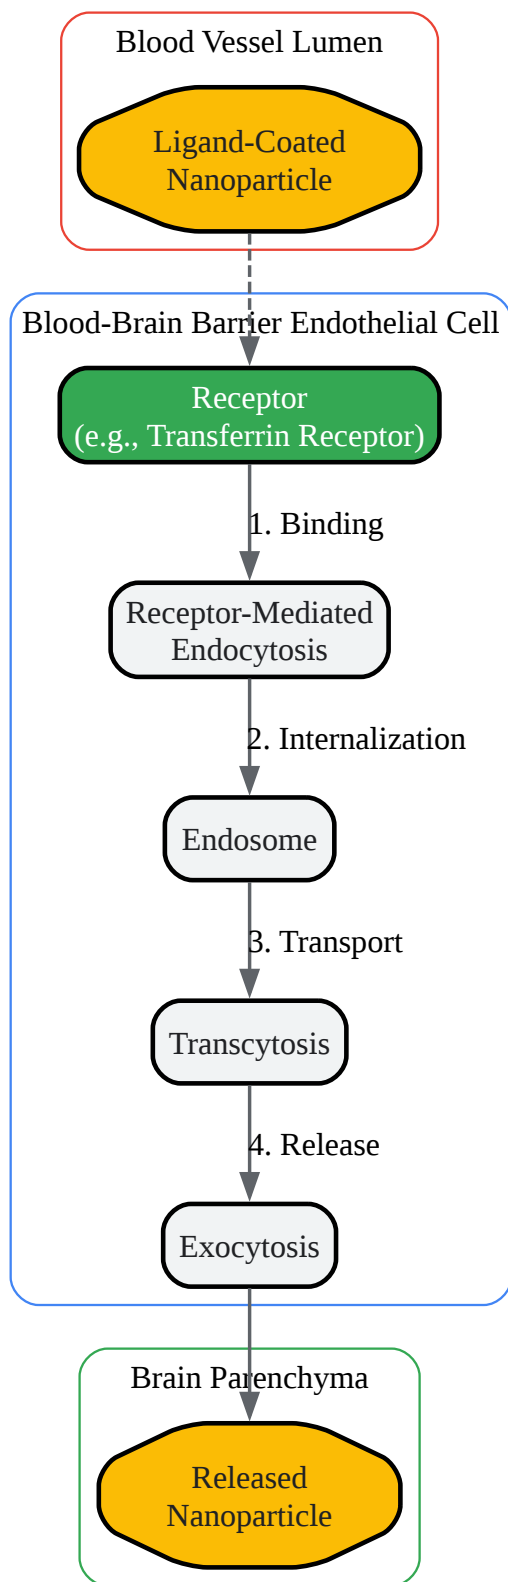 Blood Vessel Lumen
Ligand-Coated
Nanoparticle
Blood-Brain Barrier Endothelial Cell
Receptor
(e.g., Transferrin Receptor)
1. Binding
Receptor-Mediated
Endocytosis
2. Internalization
Endosome
3. Transport
Transcytosis
4. Release
Exocytosis
Brain Parenchyma
Released
Nanoparticle